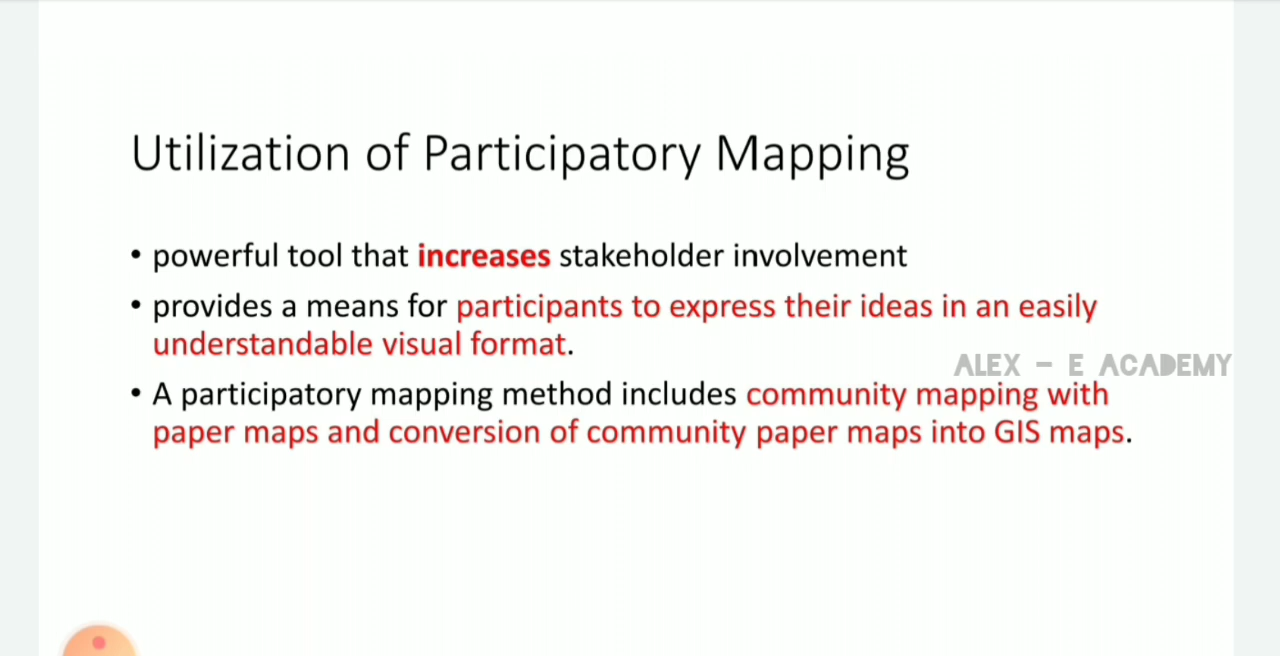 Utilization of Participatory Mapping
• powerful tool that increases stakeholder involvement
• provides a means for participants to express their ideas in an easily
understandable visual format.
ALEX - E ACADEMY
• A participatory mapping method includes community mapping with
paper maps and conversion of community paper maps into GIS maps.